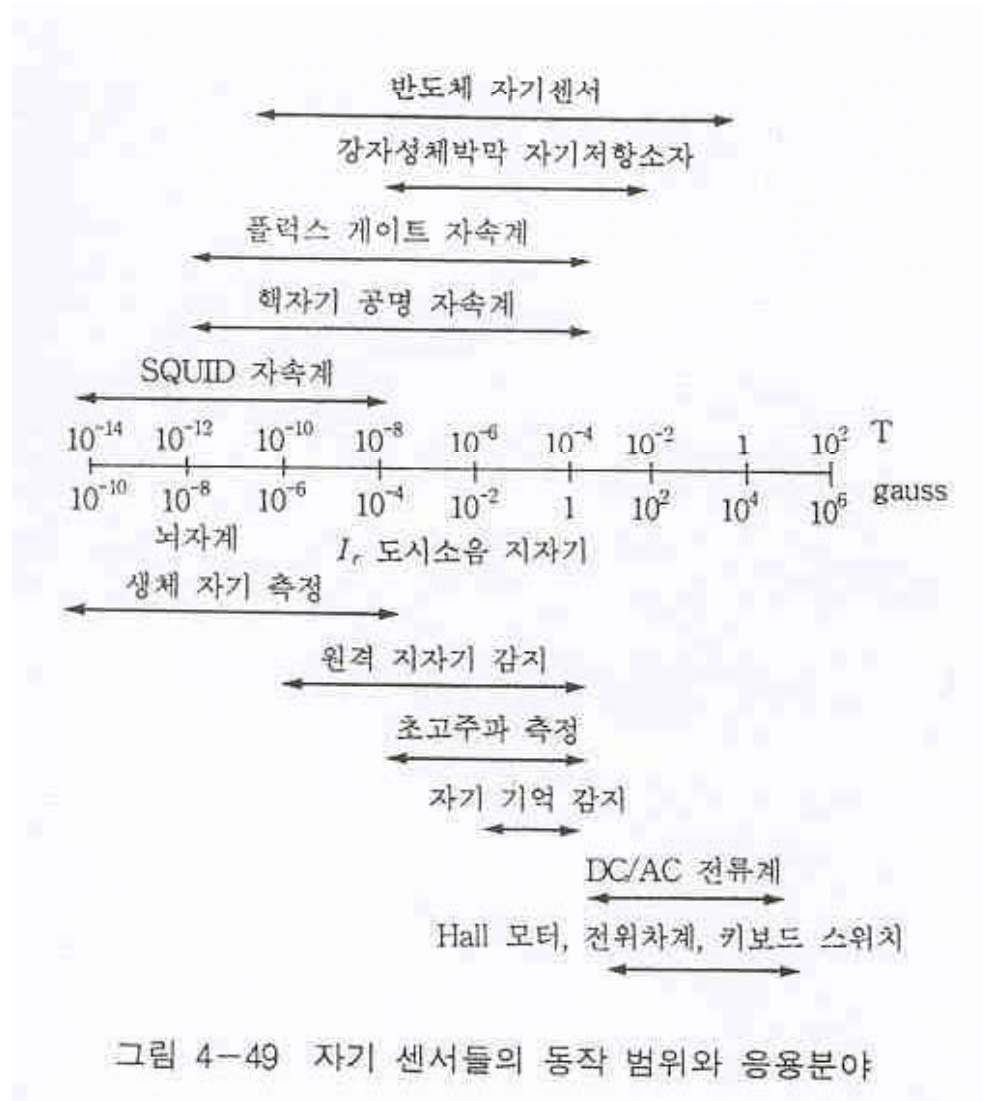 반도체 자기센서
강자성체박막 자기저항소자
플럭스 게이트 자속계
핵자기 공명 자속계
SQUID 자속계
10⁻¹⁴ 10⁻¹² 10⁻¹⁰ 10⁻⁸ 10⁻⁶ 10⁻⁴ 10⁻² 1 10² T
10⁻¹⁰ 10⁻⁸ 10⁻⁶ 10⁻⁴ 10⁻² 1 10² 10⁴ 10⁶ gauss
뇌자계 Iᵣ 도시소음 지자기
생체 자기 측정
원격 지자기 감지
초고주파 측정
자기 기억 감지
DC/AC 전류계
Hall 모터, 전위차계, 키보드 스위치
그림 4-49 자기 센서들의 동작 범위와 응용분야